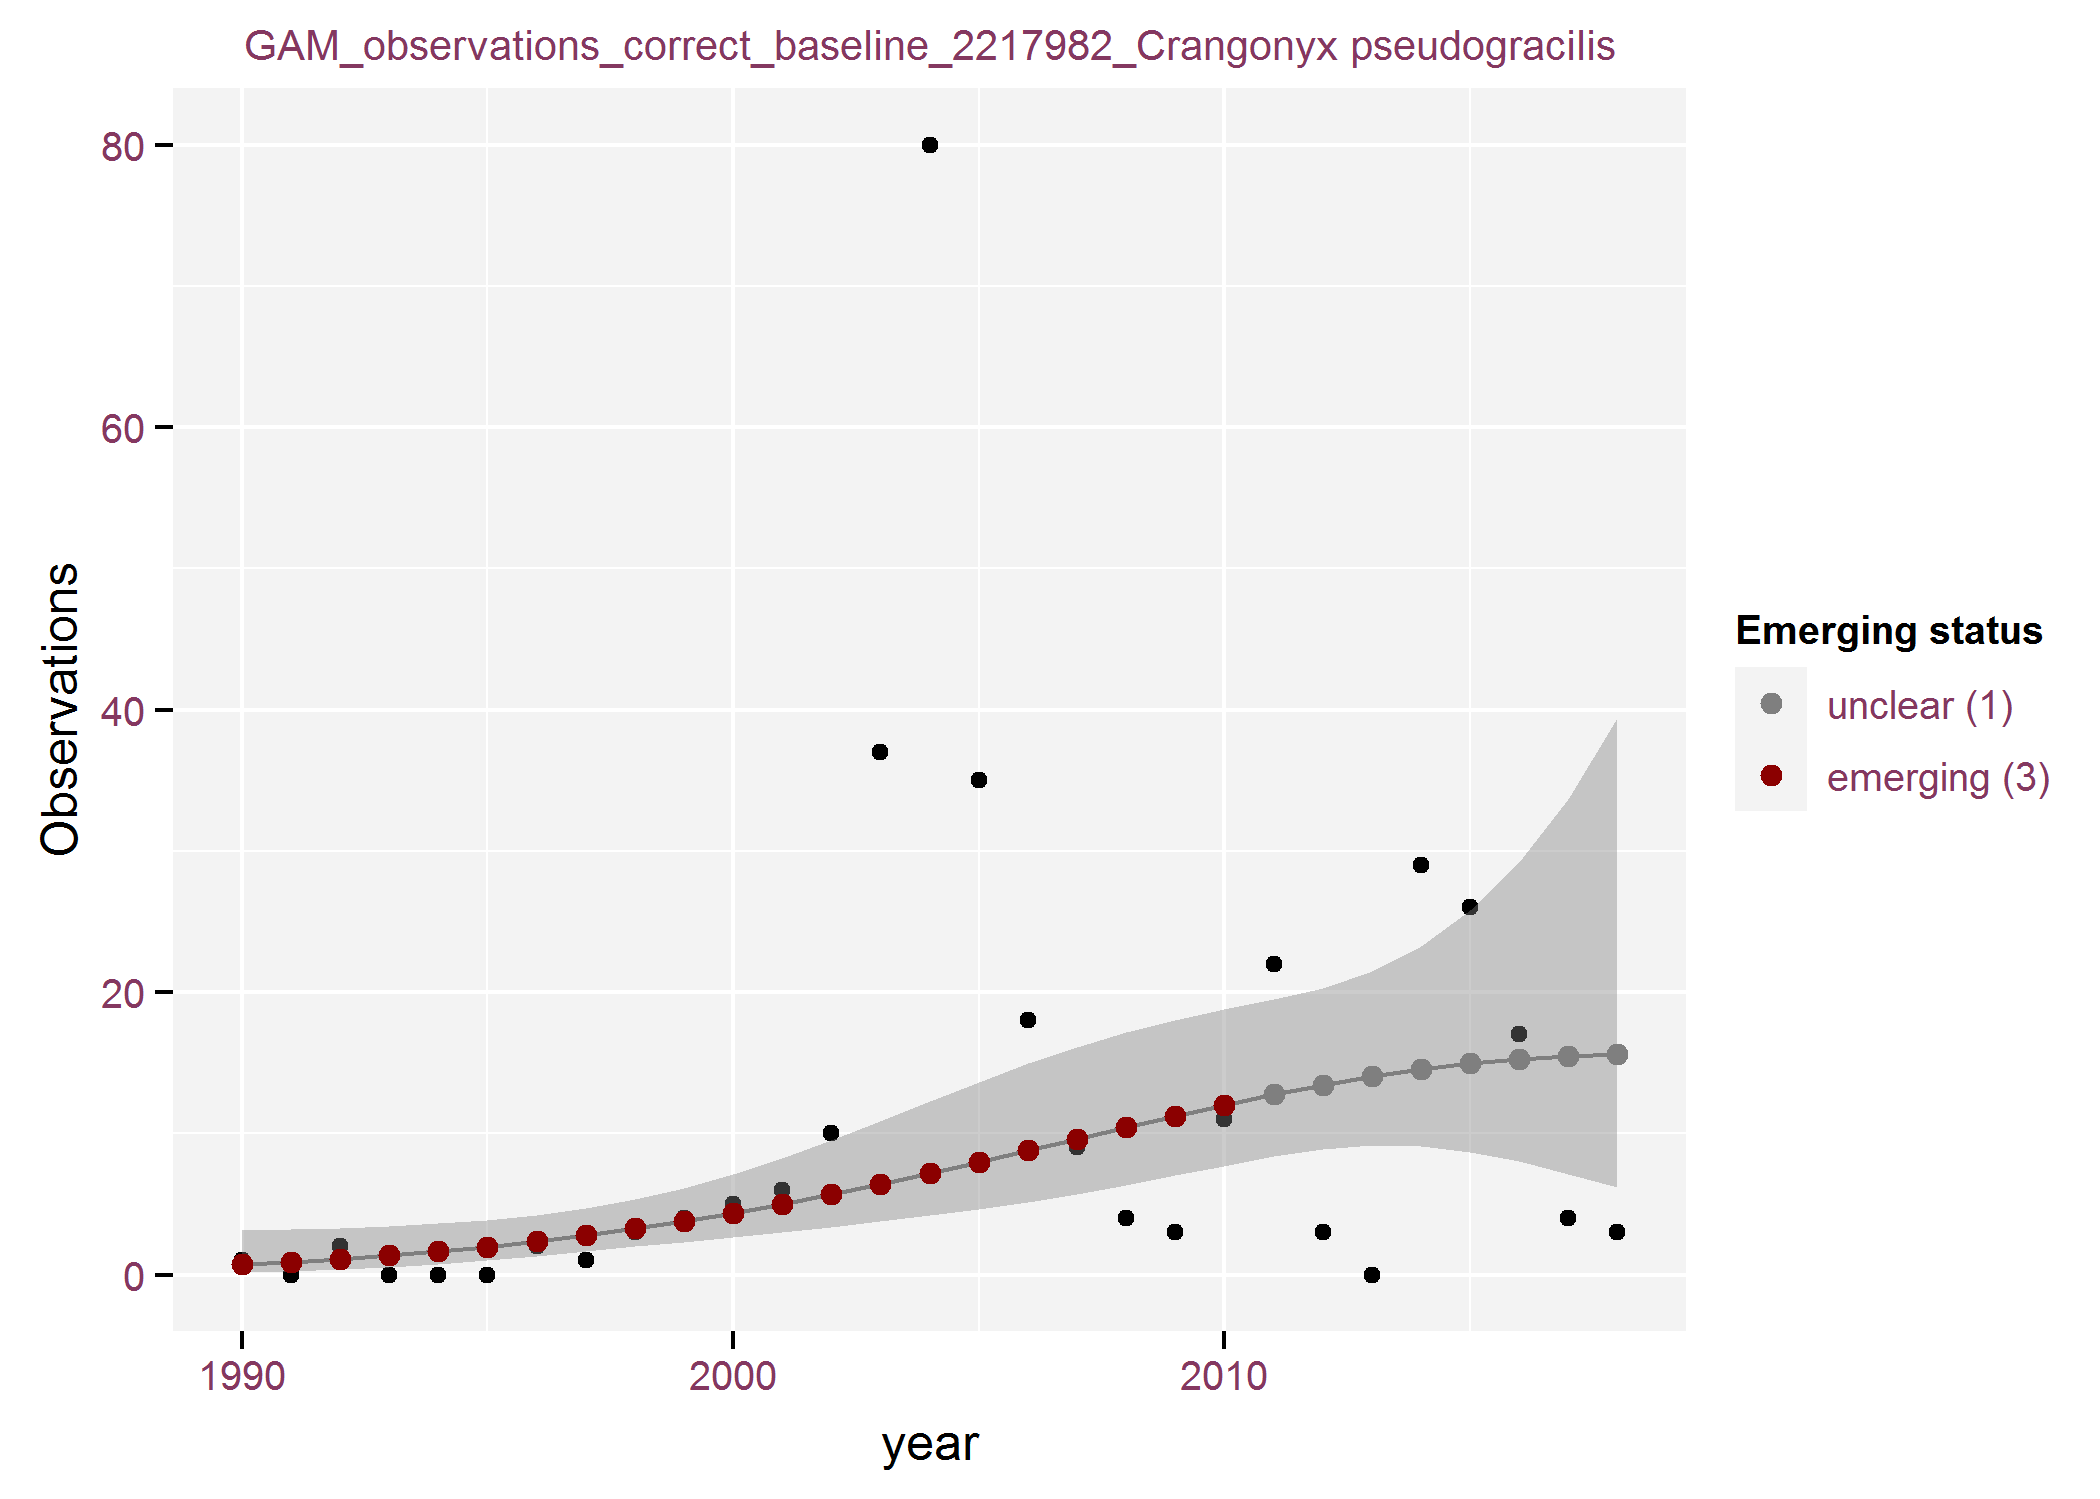 GAM_observations_correct_baseline_2217982_Crangonyx pseudogracilis
Observations
80
60
40
20
0
1990 2000 2010
year
Emerging status
unclear (1)
emerging (3)